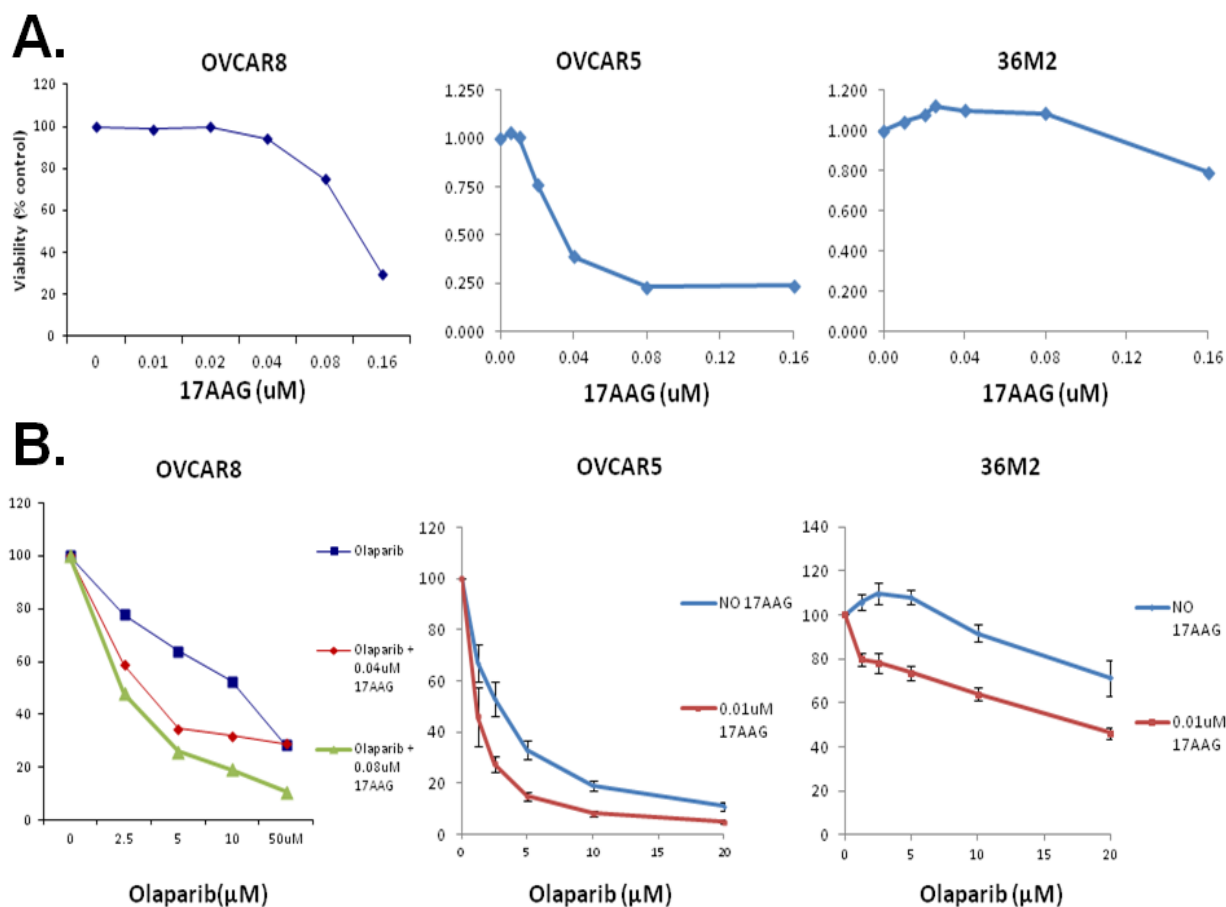 A.
OVCAR8
OVCAR5
36M2
Viability (% control)
120
100
80
60
40
20
0
0 0.01 0.02 0.04 0.08 0.16
17AAG (uM)
1.250
1.000
0.750
0.500
0.250
0.000
0.00 0.04 0.08 0.12 0.16
17AAG (uM)
1.200
1.000
0.800
0.600
0.400
0.200
0.000
0.00 0.04 0.08 0.12 0.16
17AAG (uM)
B.
OVCAR8
OVCAR5
36M2
120
100
80
60
40
20
0
0 2.5 5 10 50uM
Olaparib(μM)
Olaparib
Olaparib +
0.04uM
17AAG
Olaparib +
0.08uM
17AAG
120
100
80
60
40
20
0
0 5 10 15 20
Olaparib (μM)
NO 17AAG
0.01uM
17AAG
140
120
100
80
60
40
20
0
0 5 10 15 20
Olaparib (μM)
NO
17AAG
0.01uM
17AAG